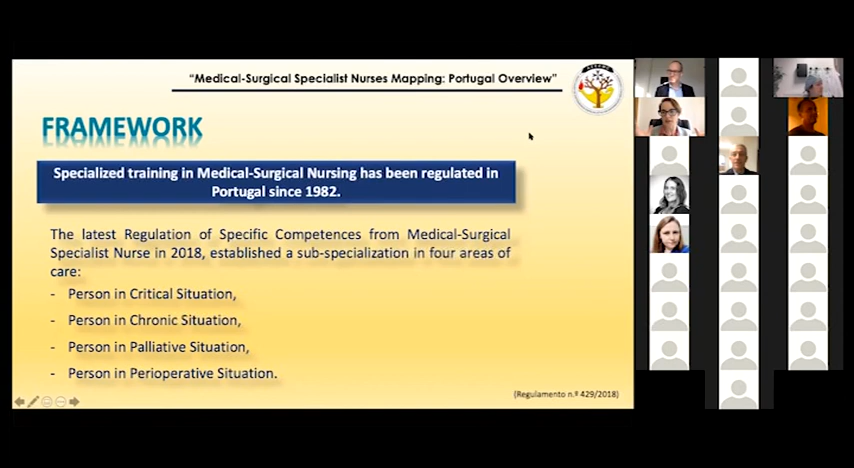 “Medical-Surgical Specialist Nurses Mapping: Portugal Overview”
FRAMEWORK
Specialized training in Medical-Surgical Nursing has been regulated in
Portugal since 1982.
The latest Regulation of Specific Competences from Medical-Surgical
Specialist Nurse in 2018, established a sub-specialization in four areas of
care:
- Person in Critical Situation,
- Person in Chronic Situation,
- Person in Palliative Situation,
- Person in Perioperative Situation.
(Regulamento n.º 429/2018)